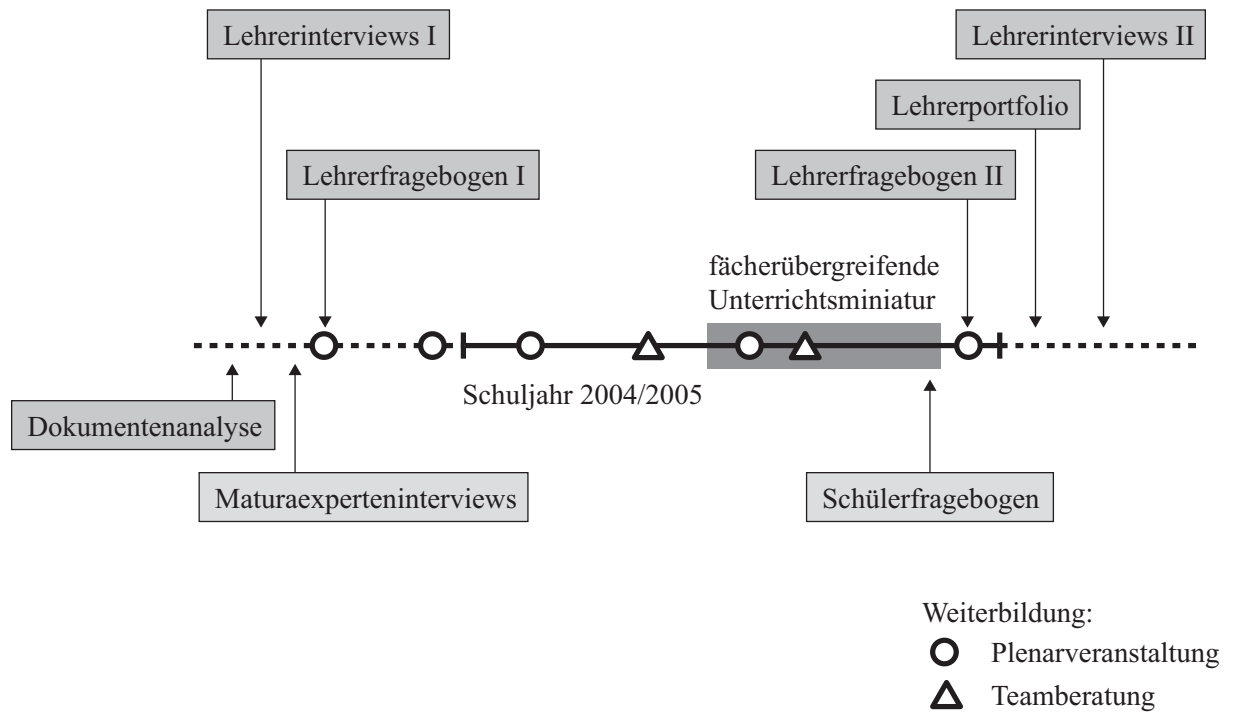 Lehrerinterviews I
Lehrerinterviews II
Lehrerportfolio
Lehrerfragebogen I
Lehrerfragebogen II
fächerübergreifende
Unterrichtsminiatur
Schuljahr 2004/2005
Dokumentenanalyse
Maturaexperteninterviews
Schülerfragebogen
Weiterbildung:
Plenarveranstaltung
Teamberatung